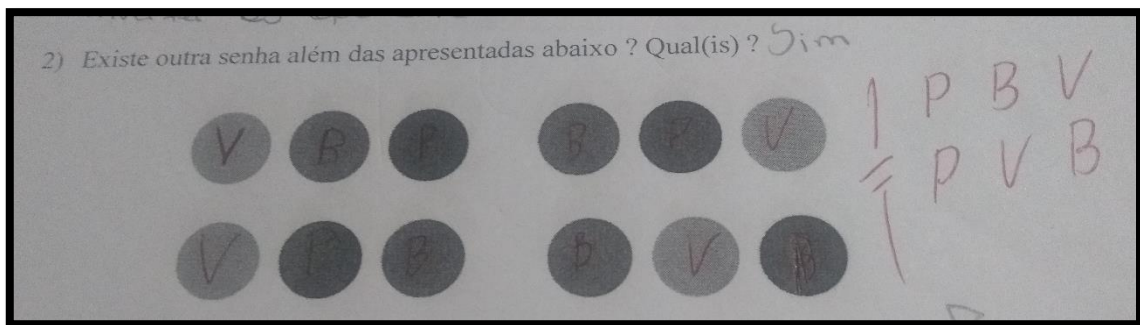 2) Existe outra senha além das apresentadas abaixo ? Qual(is) ? Sim
V B P B P V
P B V
P V B
V P B B V